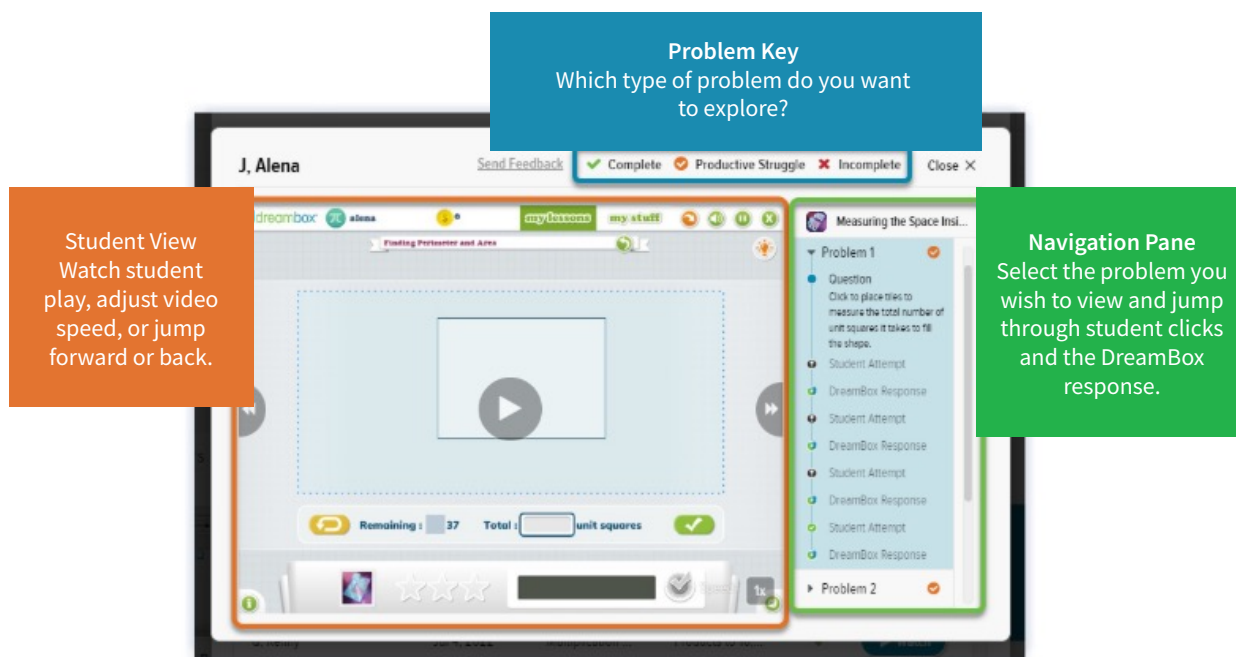 Problem Key
Which type of problem do you want
to explore?
J, Alena
Send Feedback
Complete
Productive Struggle
Incomplete
Close
Student View
Watch student
play, adjust video
speed, or jump
forward or back.
dreambox
alena
0
my lessons
my stuff
Finding Perimeter and Area
Remaining : 37
Total :
unit squares
1x
Measuring the Space Insi...
Problem 1
Question
Click to place tiles to
measure the total number of
unit squares it takes to fill
the shape.
Student Attempt
DreamBox Response
Student Attempt
DreamBox Response
Student Attempt
DreamBox Response
Student Attempt
DreamBox Response
Problem 2
Navigation Pane
Select the problem you
wish to view and jump
through student clicks
and the DreamBox
response.